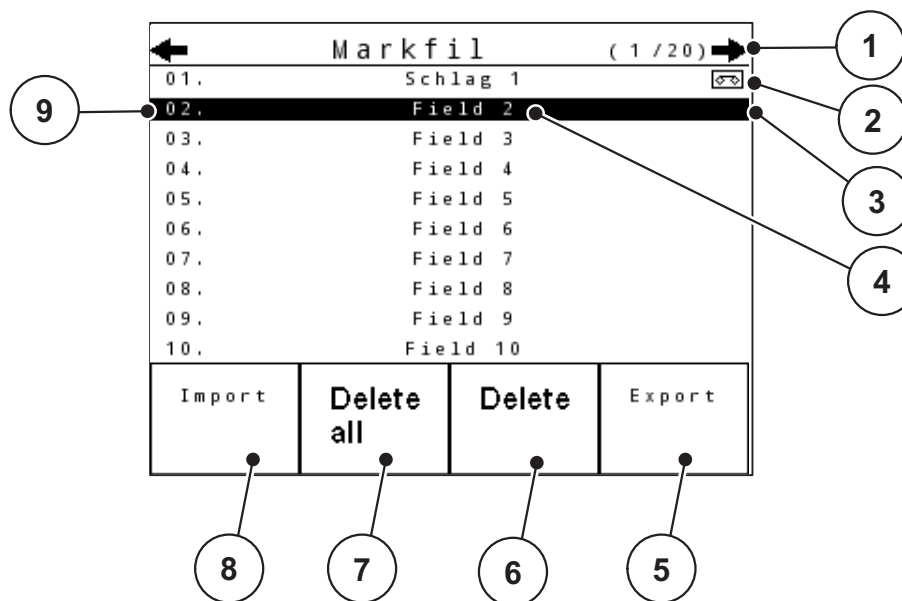 Markfil (1/20)
01. Schlag 1
02. Field 2
03. Field 3
04. Field 4
05. Field 5
06. Field 6
07. Field 7
08. Field 8
09. Field 9
10. Field 10
Import Delete all Delete Export
1
2
3
4
5
6
7
8
9